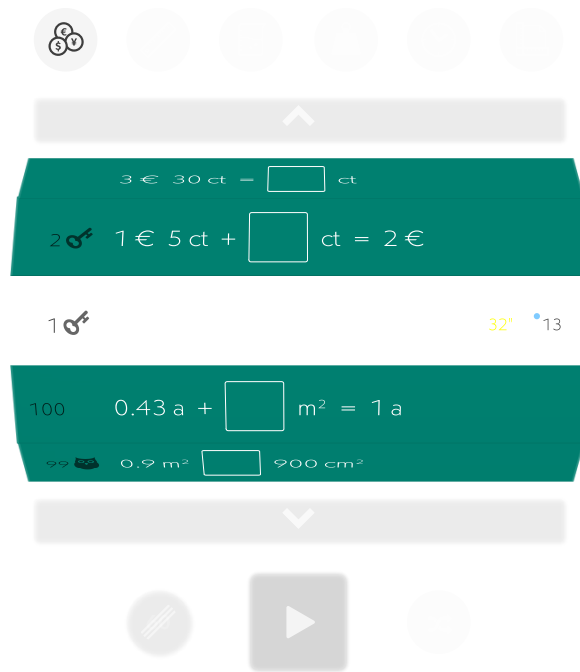 € $ ¥
3 € 30 ct = ct
2 1 € 5 ct + ct = 2 €
1 32° 13
100 0.43 a + m² = 1 a
99 0.9 m² 900 cm²